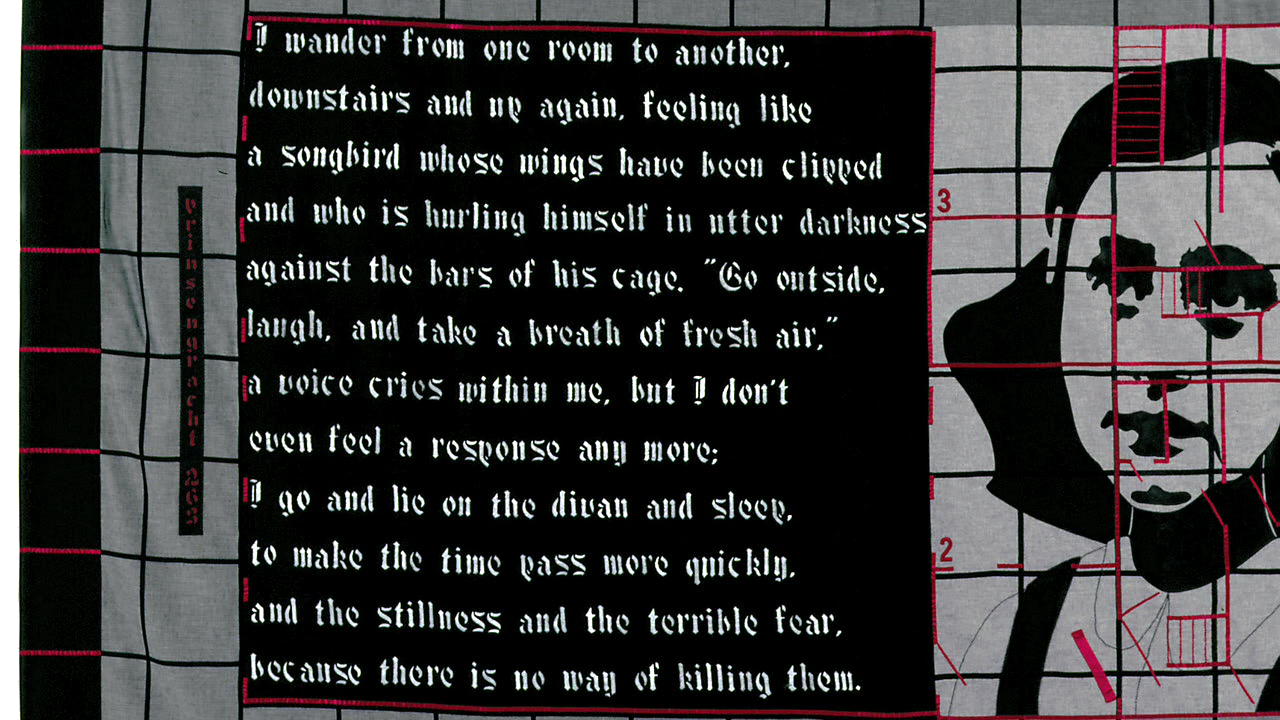 I wander from one room to another,
downstairs and up again, feeling like
a songbird whose wings have been clipped
and who is hurling himself in utter darkness
against the bars of his cage. "Go outside,
laugh, and take a breath of fresh air,"
a voice cries within me, but I don't
even feel a response any more;
I go and lie on the divan and sleep,
to make the time pass more quickly,
and the stillness and the terrible fear,
because there is no way of killing them.
prinsengracht 263
3
2